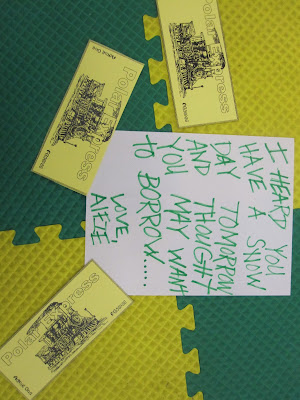 I HEARD YOU
HAVE A SNOW
DAY TOMORROW
AND THOUGHT
YOU MAY WANT
TO BORROW.....
LOVE,
Polar Express
Polar Express
Polar Express